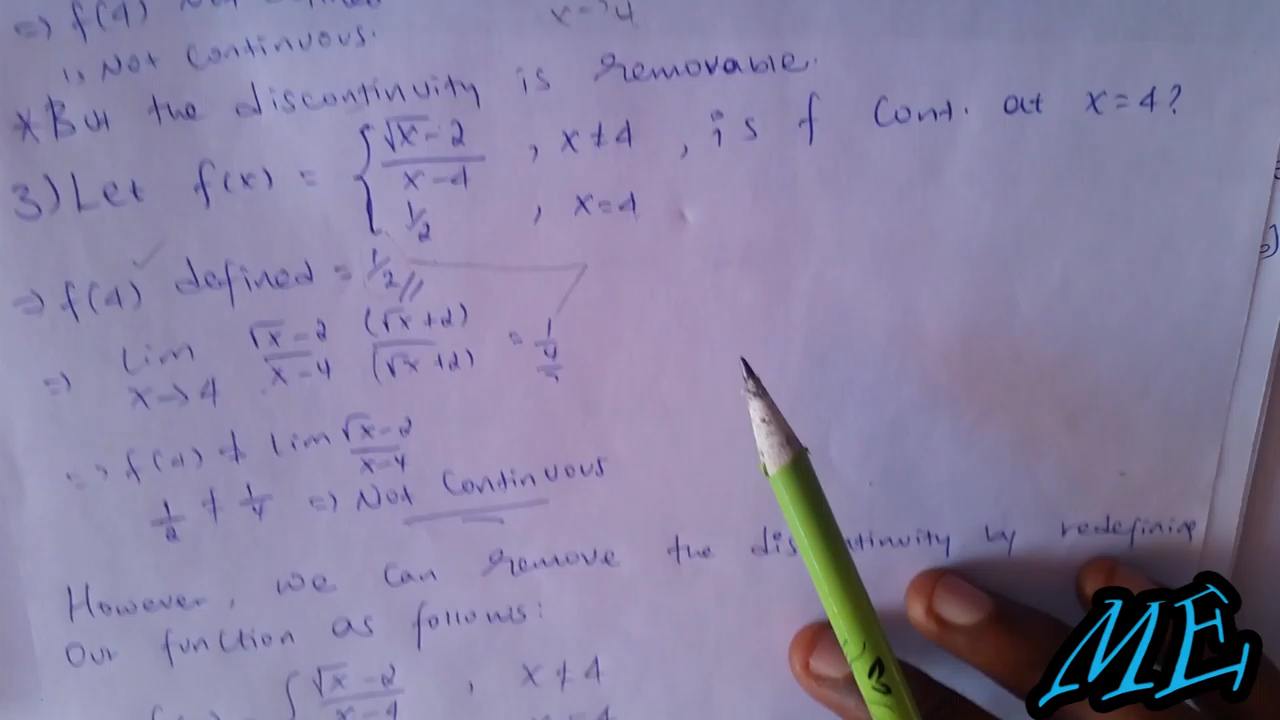 => f(4) Not defined x->4
∴ Not Continuous.
* But the discontinuity is removable.
3) Let f(x) = { (√x-2)/(x-4) , x≠4 , is f Cont. at x=4?
1/2 , x=4
=> f(4) defined = 1/2 //
=> lim x->4 (√x-2)/(x-4) (√x+2)/(√x+2) = 1/4
=> f(4) ≠ lim (√x-2)/(x-4)
1/2 ≠ 1/4 => Not Continuous
However, we can remove the discontinuity by redefining
Our function as follows:
{ (√x-2)/(x-4) , x≠4
ME